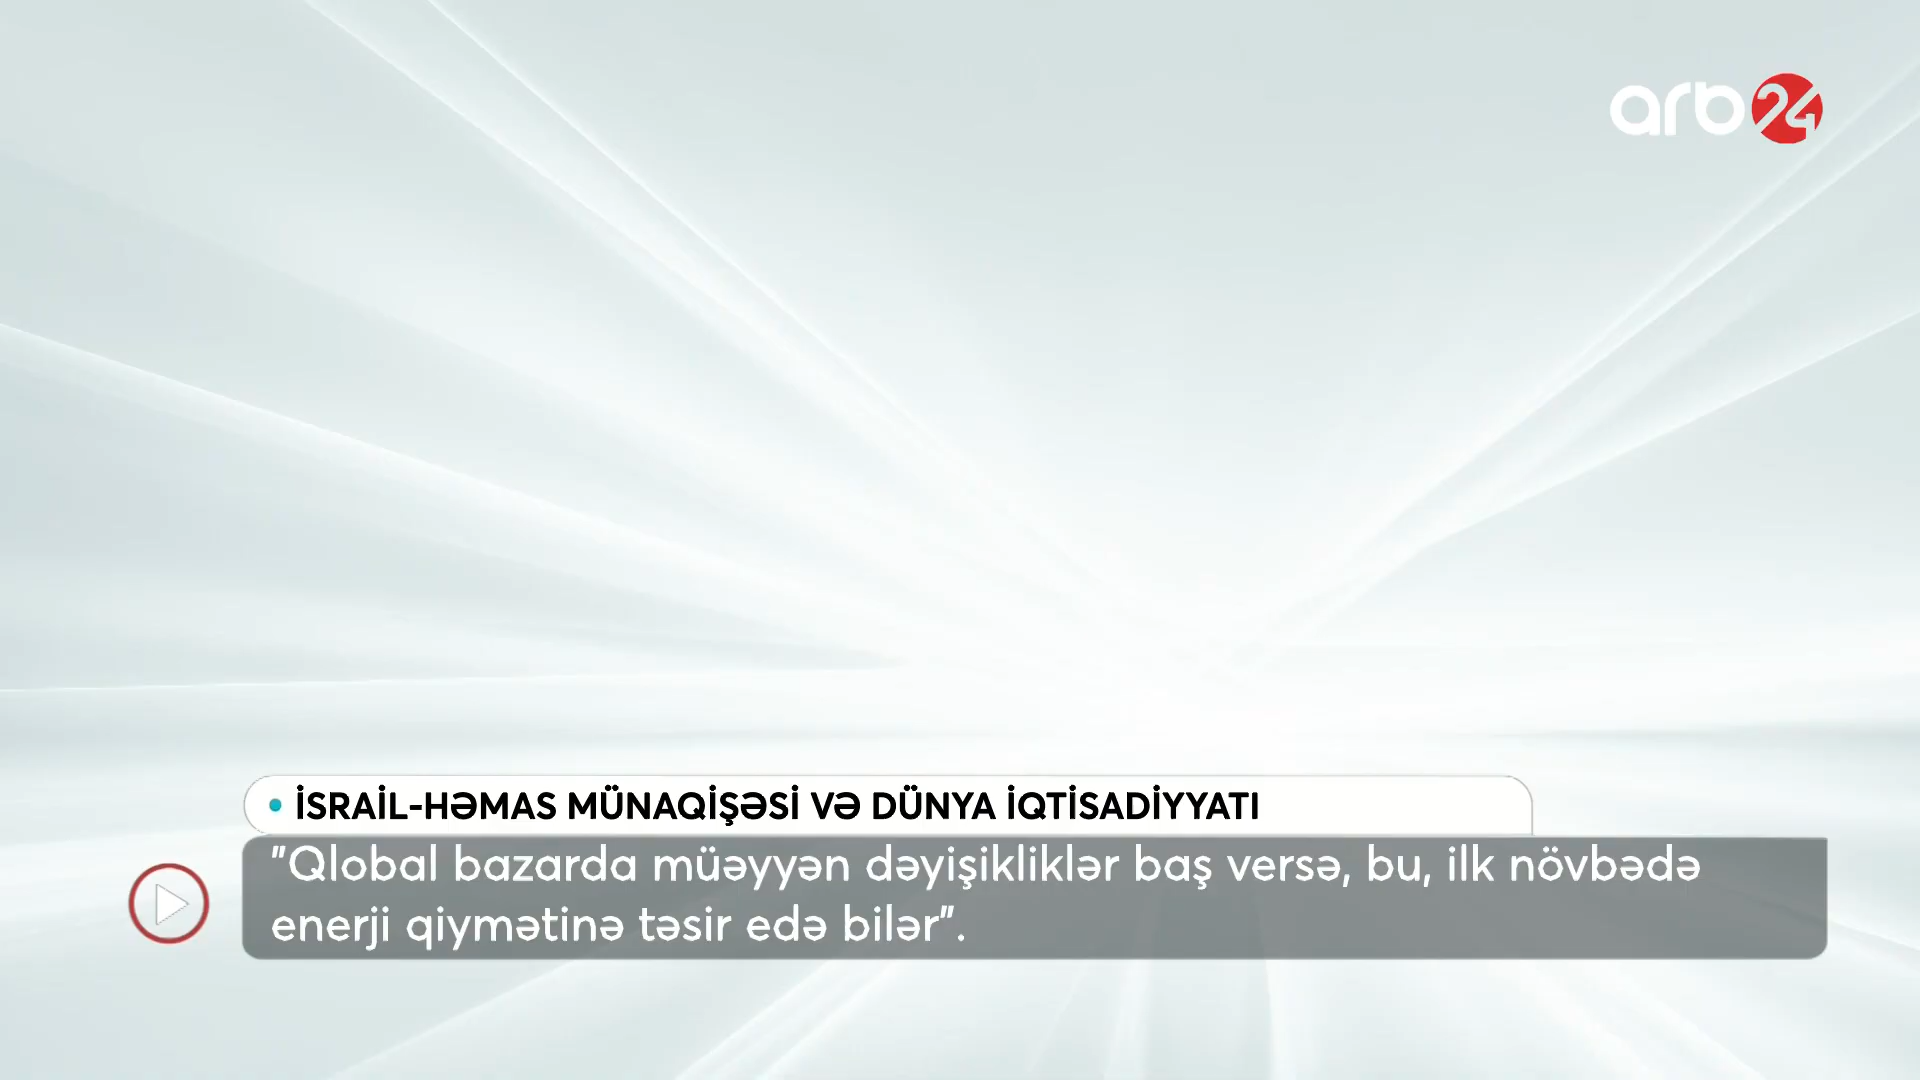 arb24
• İSRAİL-HƏMAS MÜNAQİŞƏSİ VƏ DÜNYA İQTİSADİYYATI
"Qlobal bazarda müəyyən dəyişikliklər baş versə, bu, ilk növbədə
enerji qiymətinə təsir edə bilər".